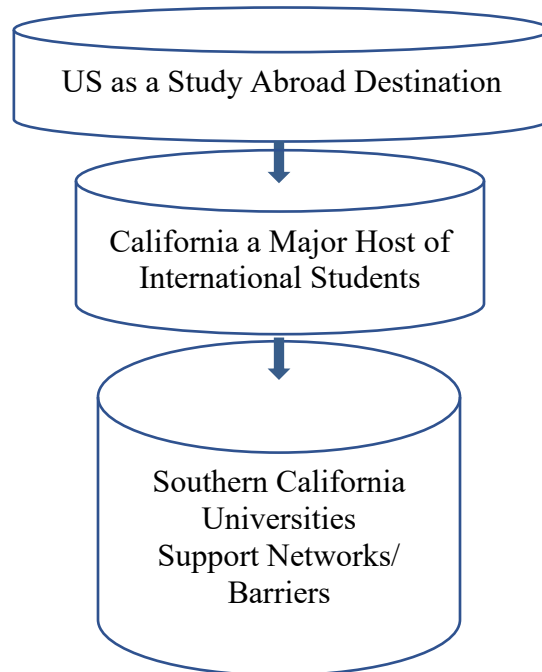 US as a Study Abroad Destination
California a Major Host of
International Students
Southern California
Universities
Support Networks/
Barriers